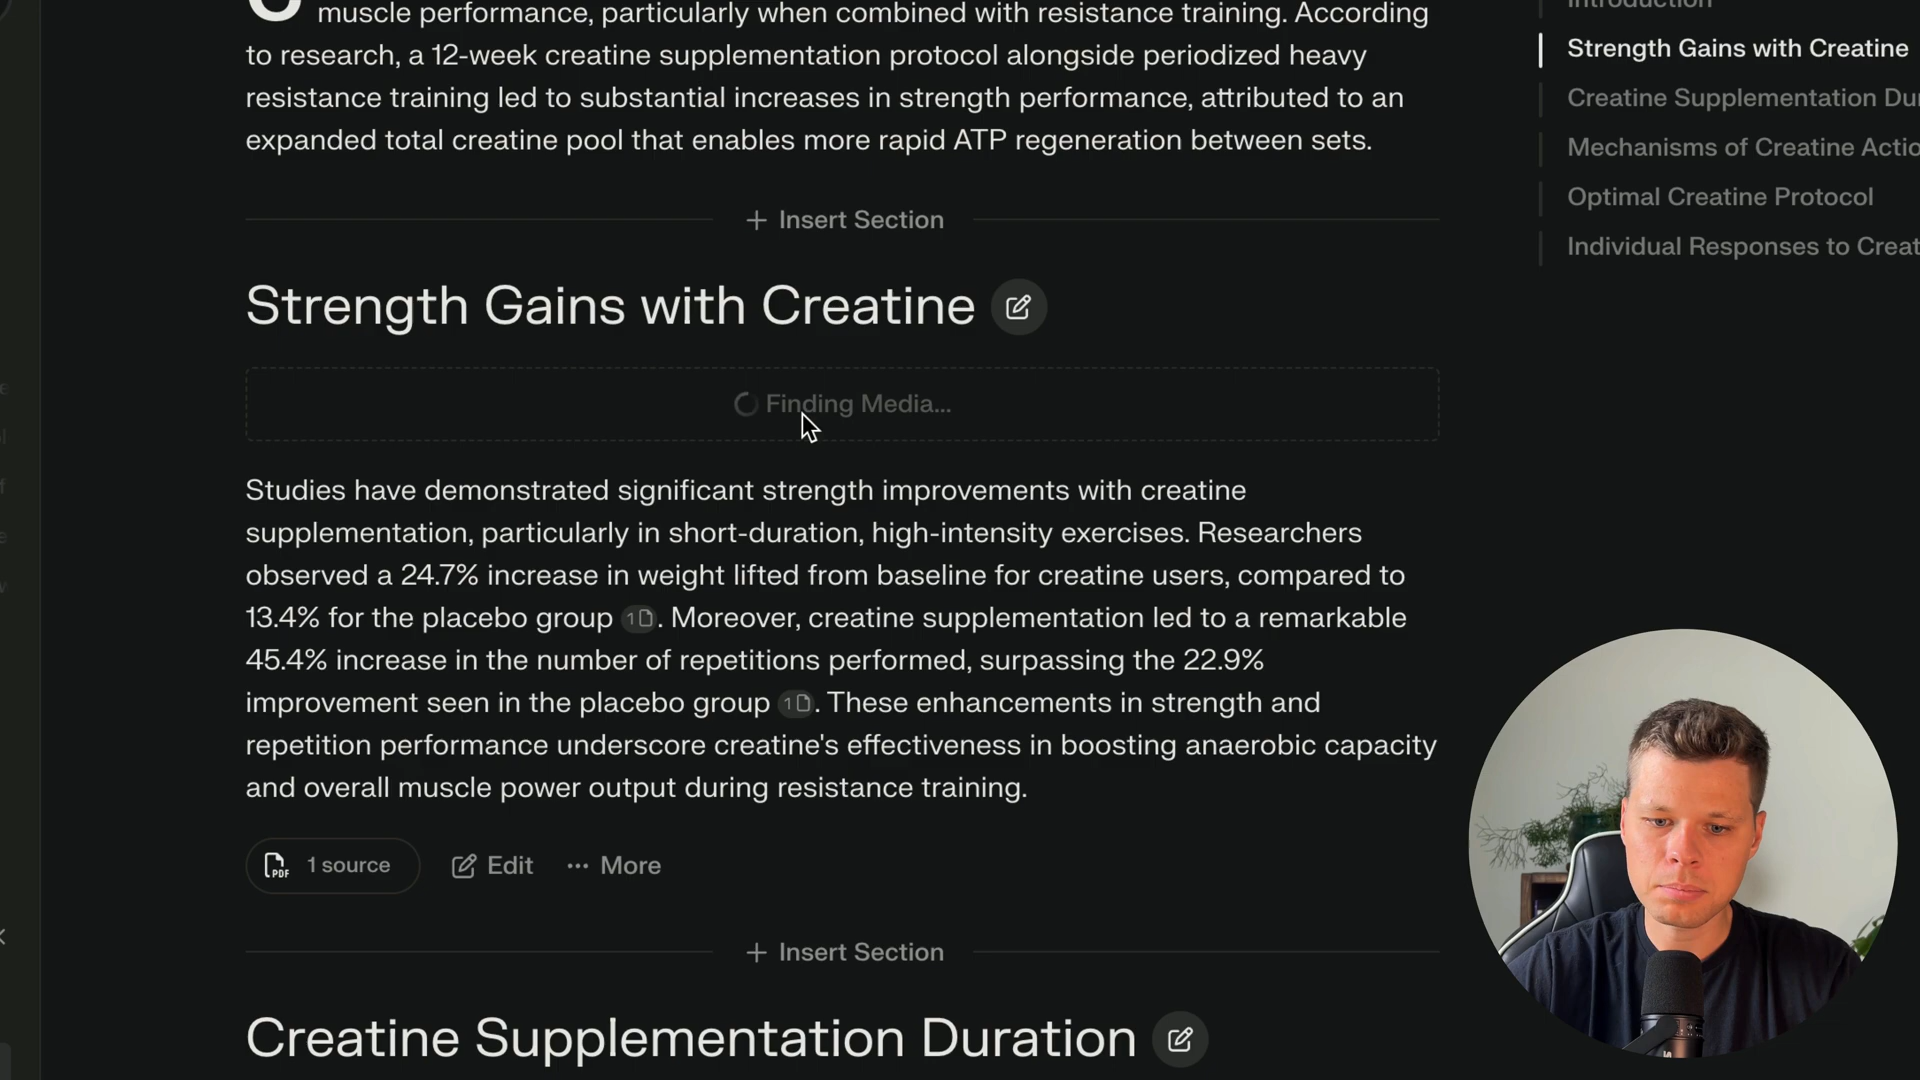 muscle performance, particularly when combined with resistance training. According
to research, a 12-week creatine supplementation protocol alongside periodized heavy
resistance training led to substantial increases in strength performance, attributed to an
expanded total creatine pool that enables more rapid ATP regeneration between sets.
+ Insert Section
Strength Gains with Creatine
Finding Media...
Studies have demonstrated significant strength improvements with creatine
supplementation, particularly in short-duration, high-intensity exercises. Researchers
observed a 24.7% increase in weight lifted from baseline for creatine users, compared to
13.4% for the placebo group 1. Moreover, creatine supplementation led to a remarkable
45.4% increase in the number of repetitions performed, surpassing the 22.9%
improvement seen in the placebo group 1. These enhancements in strength and
repetition performance underscore creatine's effectiveness in boosting anaerobic capacity
and overall muscle power output during resistance training.
PDF 1 source Edit ... More
+ Insert Section
Creatine Supplementation Duration
Introduction
Strength Gains with Creatine
Creatine Supplementation Du
Mechanisms of Creatine Actio
Optimal Creatine Protocol
Individual Responses to Creat